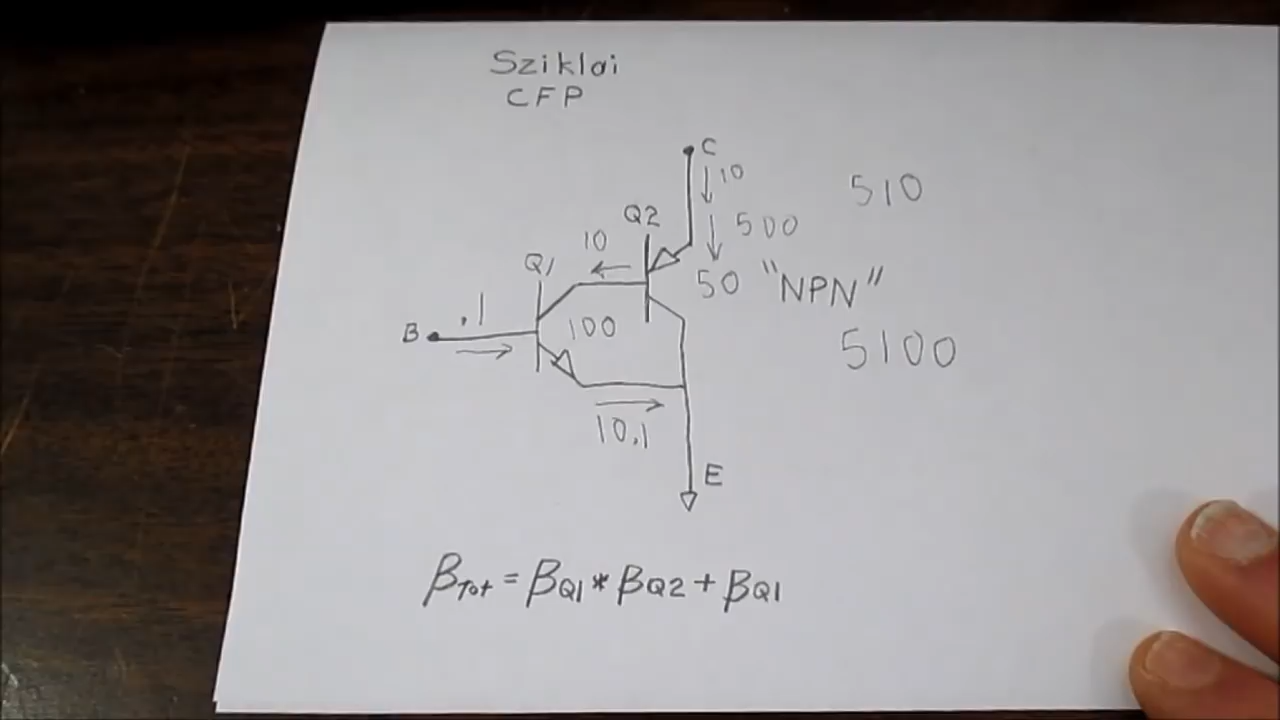 Sziklai
CFP
C
10
510
Q2
500
10
Q1
50 "NPN"
.1
100
B
5100
10.1
E
βTot = βQ1 * βQ2 + βQ1